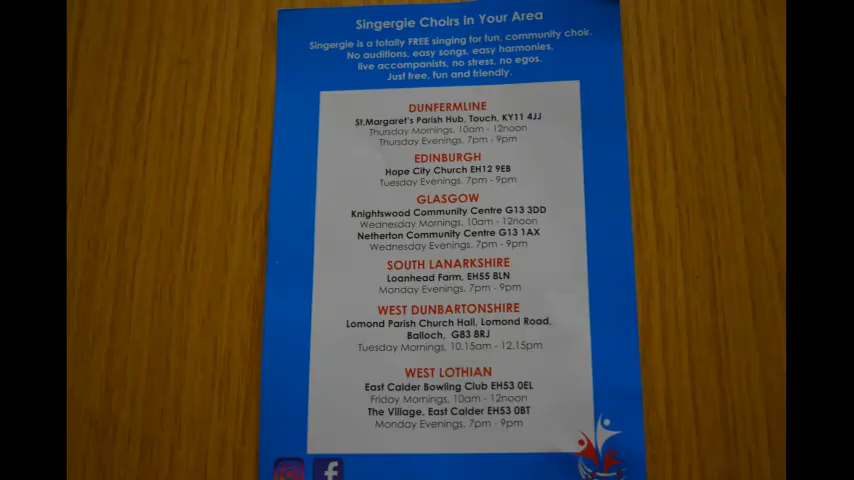 Singergie Choirs in Your Area
Singergie is a totally FREE singing for fun, community choir.
No auditions, easy songs, easy harmonies,
live accompanists, no stress, no egos.
Just free, fun and friendly.
DUNFERMLINE
St.Margaret's Parish Hub, Touch, KY11 4JJ
Thursday Mornings, 10am - 12noon
Thursday Evenings, 7pm - 9pm
EDINBURGH
Hope City Church EH12 9EB
Tuesday Evenings, 7pm - 9pm
GLASGOW
Knightswood Community Centre G13 3DD
Wednesday Mornings, 10am - 12noon
Netherton Community Centre G13 1AX
Wednesday Evenings, 7pm - 9pm
SOUTH LANARKSHIRE
Loanhead Farm, EH55 8LN
Monday Evenings, 7pm - 9pm
WEST DUNBARTONSHIRE
Lomond Parish Church Hall, Lomond Road,
Balloch, G83 8RJ
Tuesday Mornings, 10.15am - 12.15pm
WEST LOTHIAN
East Calder Bowling Club EH53 0EL
Friday Mornings, 10am - 12noon
The Village, East Calder EH53 0BT
Monday Evenings, 7pm - 9pm